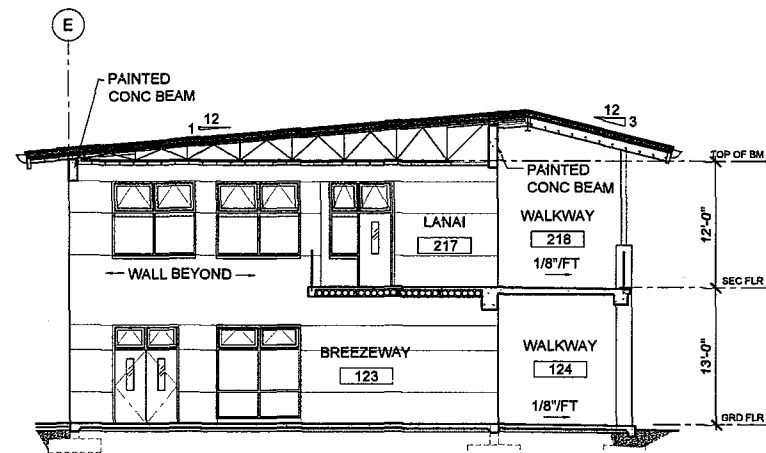 E
PAINTED
CONC BEAM
12
1
12
3
TOP OF BM
PAINTED
CONC BEAM
LANAI
217
WALKWAY
218
1/8"/FT
12'-0"
WALL BEYOND
SEC FLR
BREEZEWAY
123
WALKWAY
124
1/8"/FT
13'-0"
GRD FLR